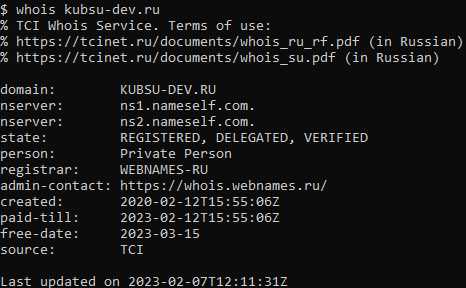 $ whois kubsu-dev.ru
% TCI Whois Service. Terms of use:
% https://tcinet.ru/documents/whois_ru_rf.pdf (in Russian)
% https://tcinet.ru/documents/whois_su.pdf (in Russian)

domain:        KUBSU-DEV.RU
nserver:       ns1.nameself.com.
nserver:       ns2.nameself.com.
state:         REGISTERED, DELEGATED, VERIFIED
person:        Private Person
registrar:     WEBNAMES-RU
admin-contact: https://whois.webnames.ru/
created:       2020-02-12T15:55:06Z
paid-till:     2023-02-12T15:55:06Z
free-date:     2023-03-15
source:        TCI

Last updated on 2023-02-07T12:11:31Z